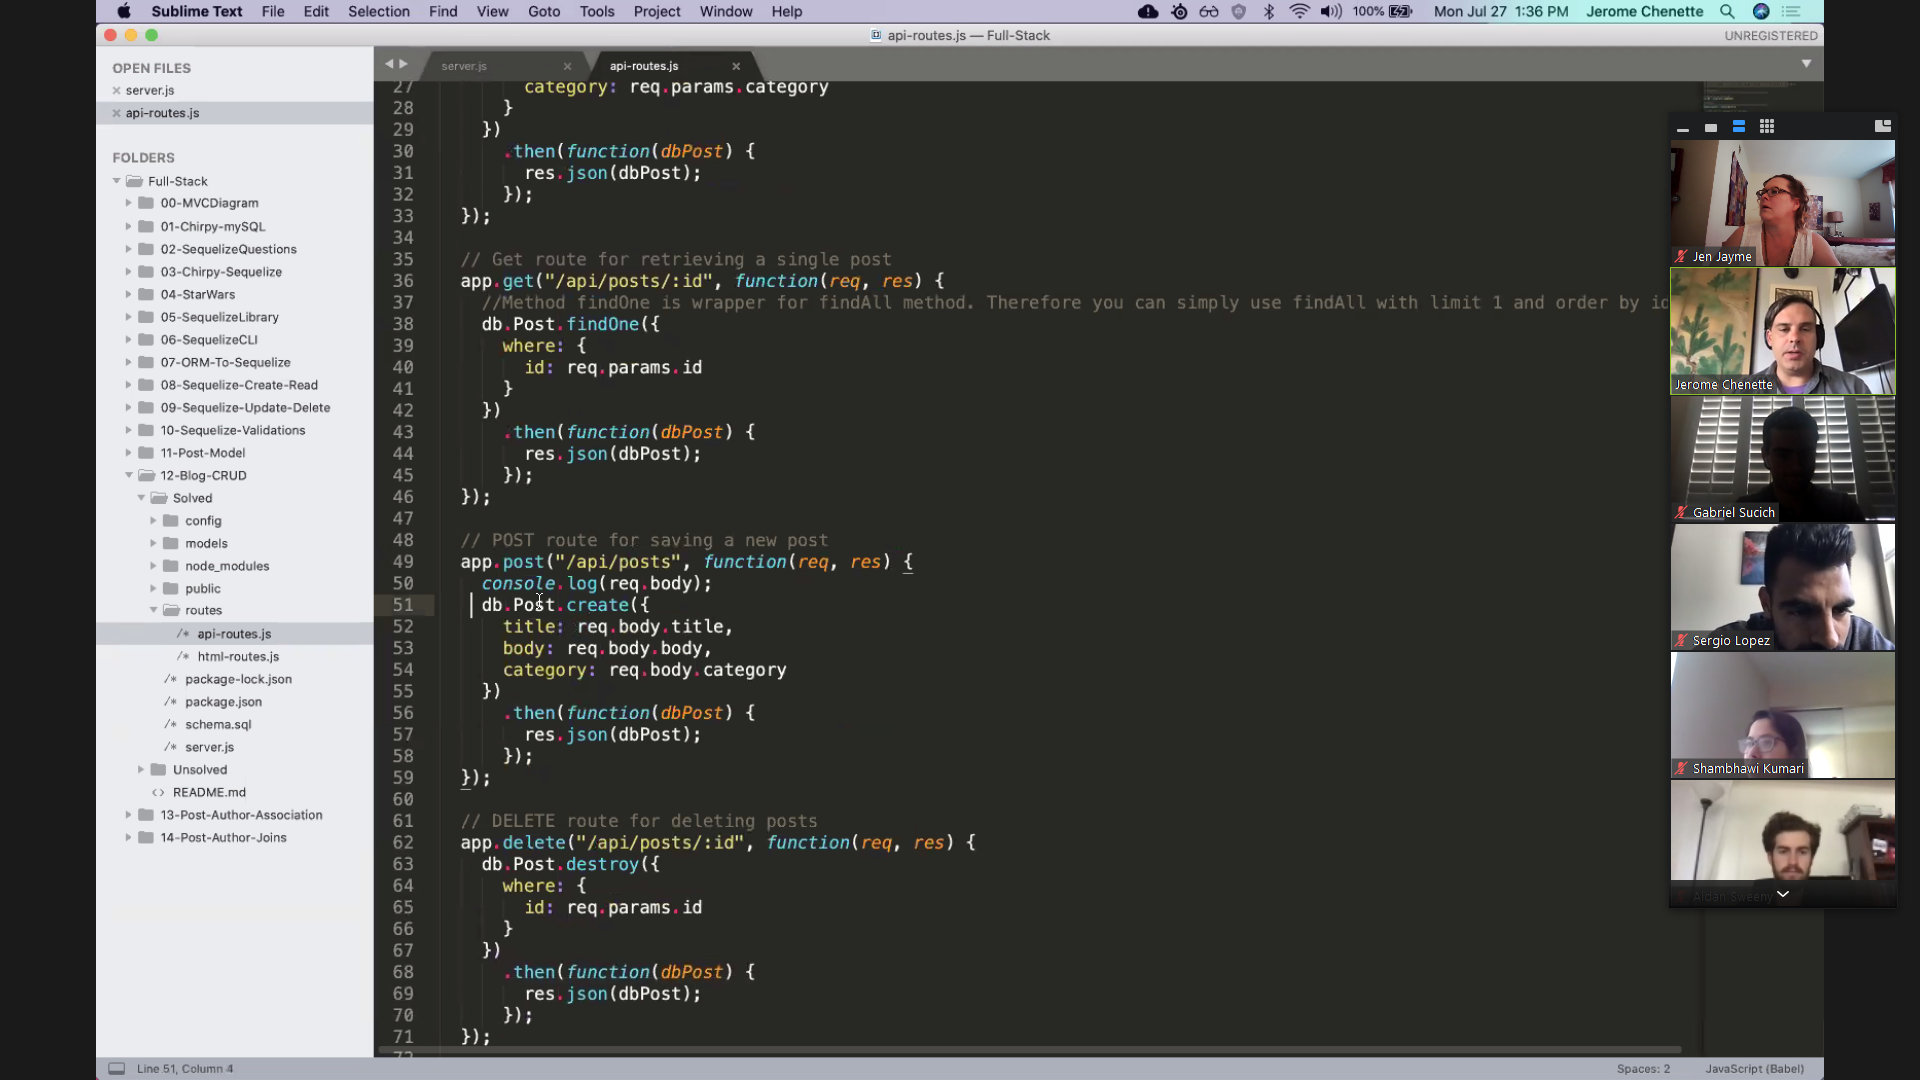 Sublime Text File Edit Selection Find View Goto Tools Project Window Help 100% Mon Jul 27 1:36 PM Jerome Chenette
api-routes.js — Full-Stack UNREGISTERED
OPEN FILES
server.js
api-routes.js
FOLDERS
Full-Stack
00-MVCDiagram
01-Chirpy-mySQL
02-SequelizeQuestions
03-Chirpy-Sequelize
04-StarWars
05-SequelizeLibrary
06-SequelizeCLI
07-ORM-To-Sequelize
08-Sequelize-Create-Read
09-Sequelize-Update-Delete
10-Sequelize-Validations
11-Post-Model
12-Blog-CRUD
Solved
config
models
node_modules
public
routes
/* api-routes.js
/* html-routes.js
/* package-lock.json
/* package.json
/* schema.sql
/* server.js
Unsolved
<> README.md
13-Post-Author-Association
14-Post-Author-Joins
server.js api-routes.js
27 category: req.params.category
28 }
29 })
30 .then(function(dbPost) {
31 res.json(dbPost);
32 });
33 });
34
35 // Get route for retrieving a single post
36 app.get("/api/posts/:id", function(req, res) {
37 //Method findOne is wrapper for findAll method. Therefore you can simply use findAll with limit 1 and order by id
38 db.Post.findOne({
39 where: {
40 id: req.params.id
41 }
42 })
43 .then(function(dbPost) {
44 res.json(dbPost);
45 });
46 });
47
48 // POST route for saving a new post
49 app.post("/api/posts", function(req, res) {
50 console.log(req.body);
51 db.Post.create({
52 title: req.body.title,
53 body: req.body.body,
54 category: req.body.category
55 })
56 .then(function(dbPost) {
57 res.json(dbPost);
58 });
59 });
60
61 // DELETE route for deleting posts
62 app.delete("/api/posts/:id", function(req, res) {
63 db.Post.destroy({
64 where: {
65 id: req.params.id
66 }
67 })
68 .then(function(dbPost) {
69 res.json(dbPost);
70 });
71 });
72
Jen Jayme
Jerome Chenette
Gabriel Sucich
Sergio Lopez
Shambhawi Kumari
Aidan Sweeny
Line 51, Column 4 Spaces: 2 JavaScript (Babel)